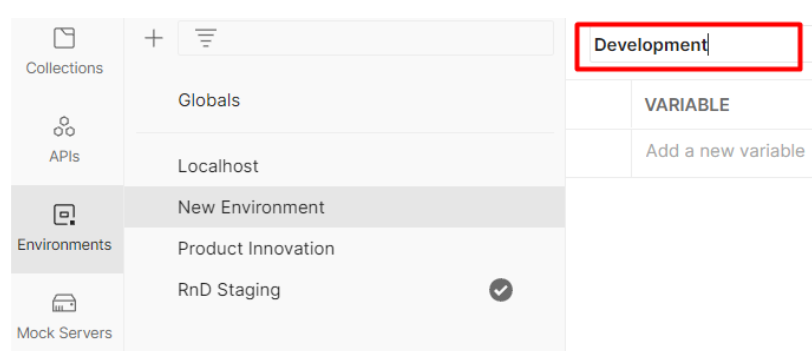 Collections
APIs
Environments
Mock Servers
Globals
Localhost
New Environment
Product Innovation
RnD Staging
Development
VARIABLE
Add a new variable